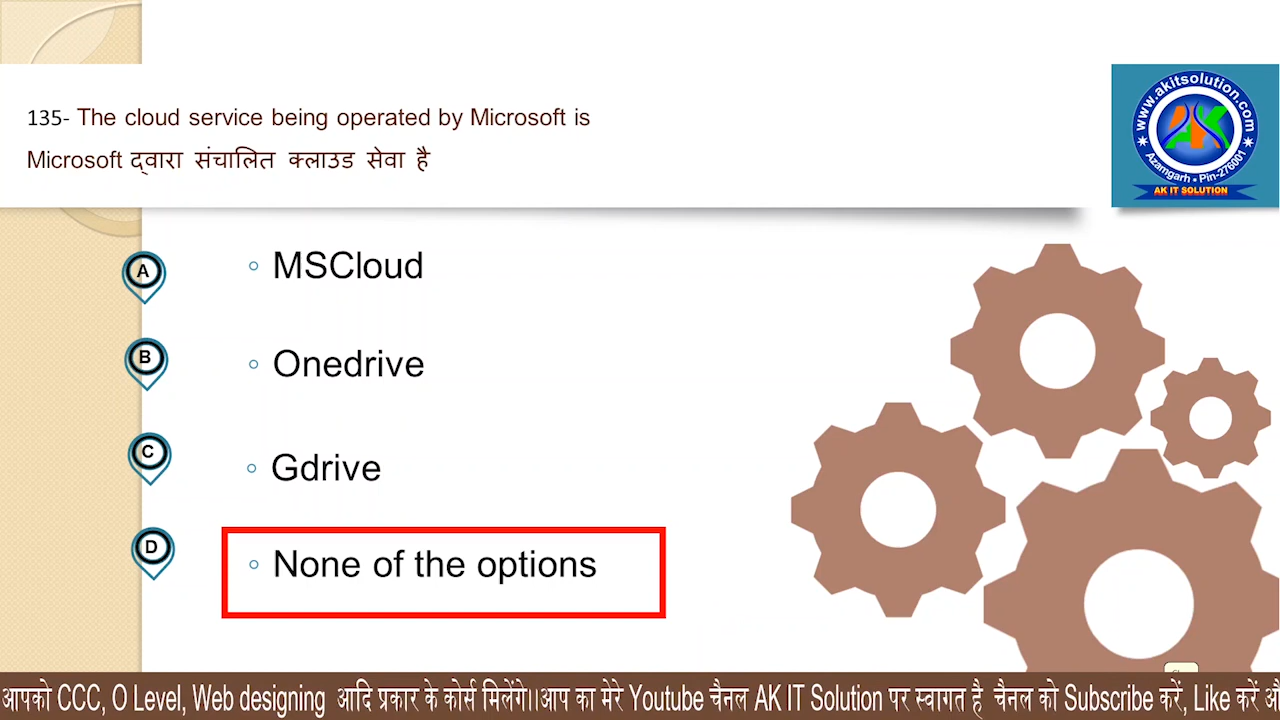 135- The cloud service being operated by Microsoft is
Microsoft द्वारा संचालित क्लाउड सेवा है
www.akitsolution.com
AK
Azamgarh • Pin-276001
AK IT SOLUTION
A
MSCloud
B
Onedrive
C
Gdrive
D
None of the options
आपको CCC, O Level, Web designing आदि प्रकार के कोर्स मिलेंगे।।आप का मेरे Youtube चैनल AK IT Solution पर स्वागत है चैनल को Subscribe करें, Like करें औ